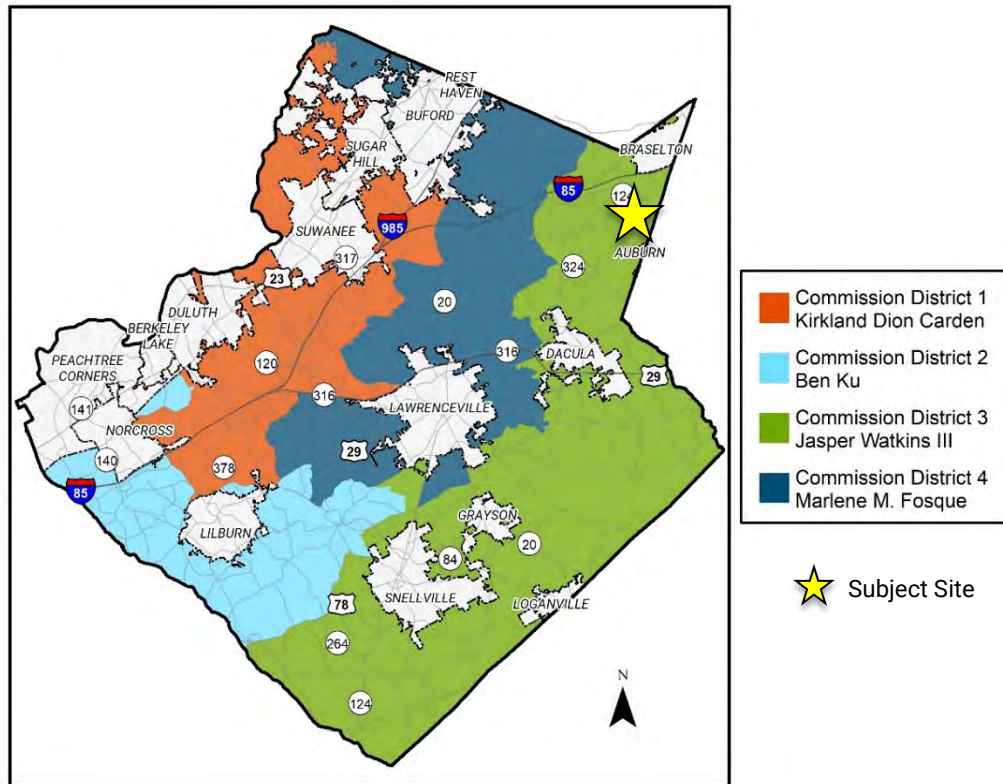 REST
HAVEN
BUFORD
BRASELTON
SUGAR
HILL
85
124
985
SUWANEE
AUBURN
317
324
23
20
DULUTH
BERKELEY
LAKE
316
DACULA
PEACHTREE
CORNERS
120
29
141
316
LAWRENCEVILLE
NORCROSS
29
140
378
85
GRAYSON
LILBURN
20
84
SNELLVILLE
LOGANVILLE
78
264
124
N
Commission District 1
Kirkland Dion Carden
Commission District 2
Ben Ku
Commission District 3
Jasper Watkins III
Commission District 4
Marlene M. Fosque
Subject Site